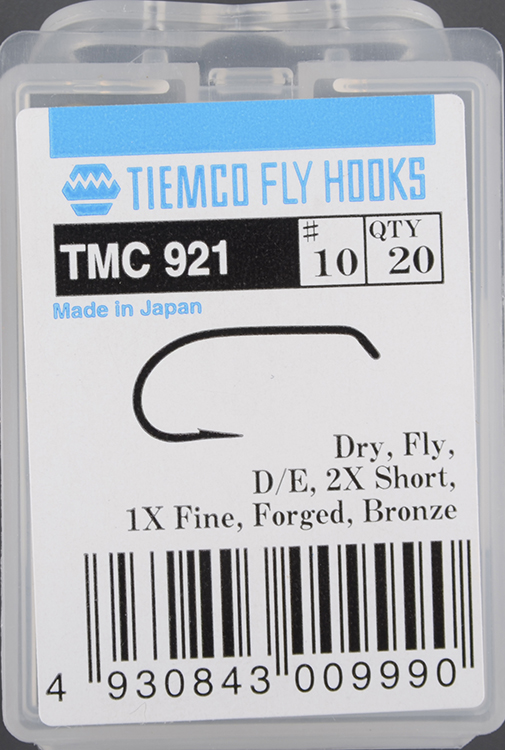 TIEMCO FLY HOOKS
TMC 921 # 10 QTY 20
Made in Japan
Dry, Fly,
D/E, 2X Short,
1X Fine, Forged, Bronze
4 930843 009990